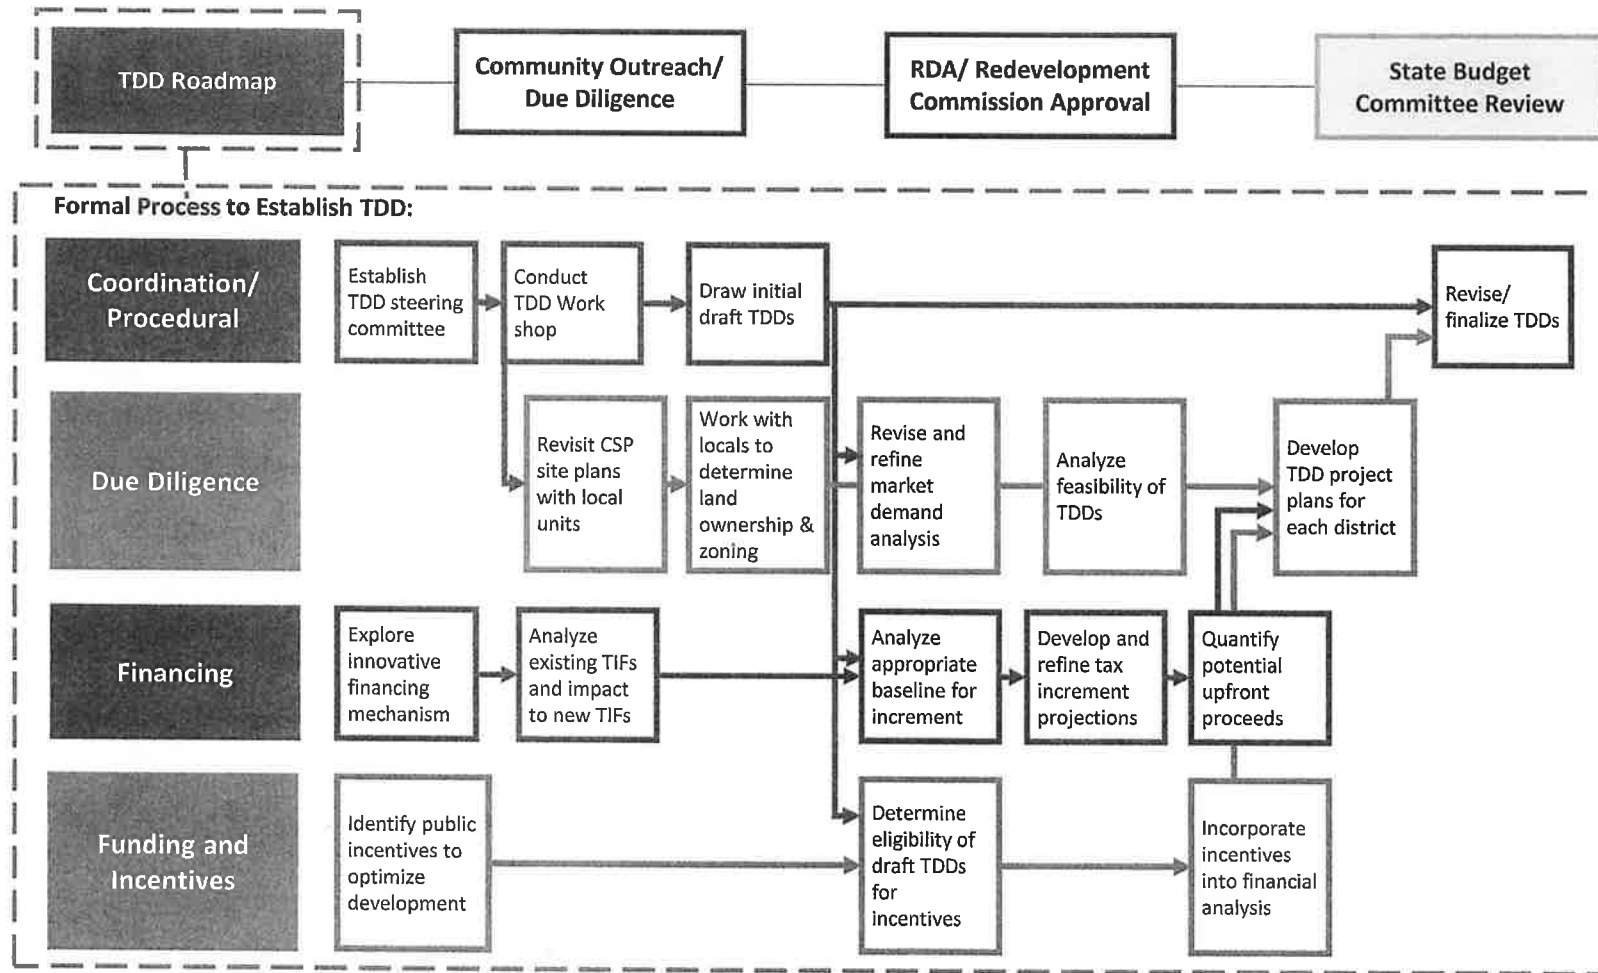 TDD Roadmap
Community Outreach/
Due Diligence
RDA/ Redevelopment
Commission Approval
State Budget
Committee Review
Formal Process to Establish TDD:
Coordination/
Procedural
Establish
TDD steering
committee
Conduct
TDD Work
shop
Draw initial
draft TDDs
Revise/
finalize TDDs
Due Diligence
Revisit CSP
site plans
with local
units
Work with
locals to
determine
land
ownership &
zoning
Revise and
refine
market
demand
analysis
Analyze
feasibility of
TDDs
Develop
TDD project
plans for
each district
Financing
Explore
innovative
financing
mechanism
Analyze
existing TIFs
and impact
to new TIFs
Analyze
appropriate
baseline for
increment
Develop and
refine tax
increment
projections
Quantify
potential
upfront
proceeds
Funding and
Incentives
Identify public
incentives to
optimize
development
Determine
eligibility of
draft TDDs
for
incentives
Incorporate
incentives
into financial
analysis